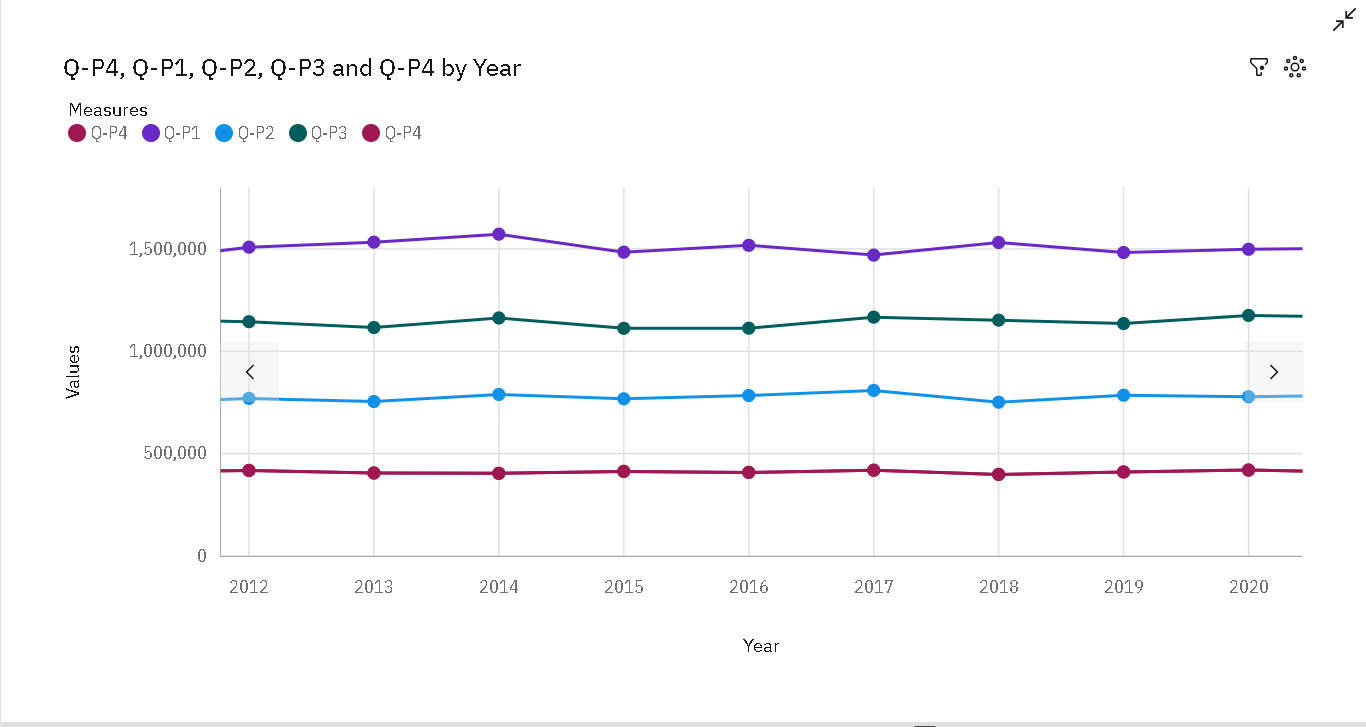 Q-P4, Q-P1, Q-P2, Q-P3 and Q-P4 by Year
Measures
Q-P4 Q-P1 Q-P2 Q-P3 Q-P4
1,500,000
1,000,000
500,000
0
Values
2012 2013 2014 2015 2016 2017 2018 2019 2020
Year